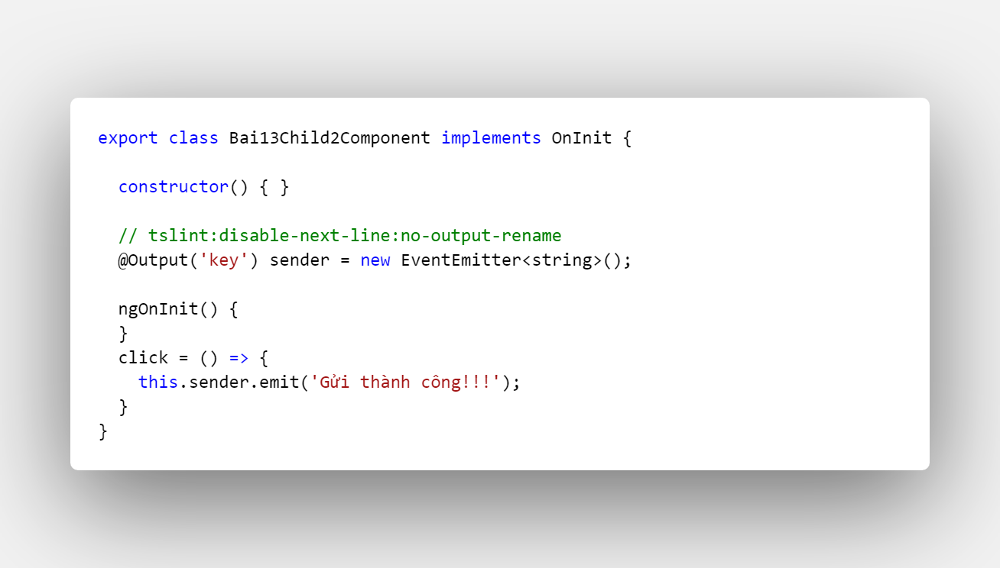 export class Bai13Child2Component implements OnInit {
constructor() { }
// tslint:disable-next-line:no-output-rename
@Output('key') sender = new EventEmitter<string>();
ngOnInit() {
}
click = () => {
this.sender.emit('Gửi thành công!!!');
}
}